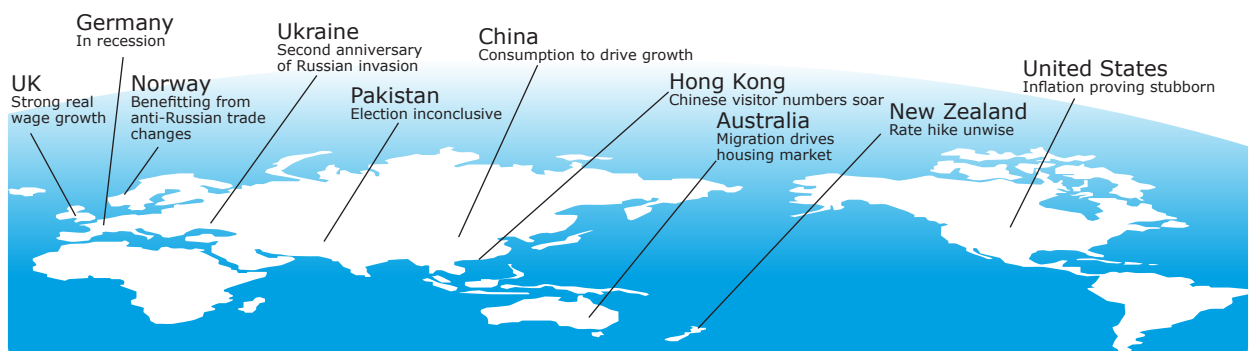 Germany
In recession
UK
Strong real
wage growth
Norway
Benefitting from
anti-Russian trade
changes
Ukraine
Second anniversary
of Russian invasion
Pakistan
Election inconclusive
China
Consumption to drive growth
Hong Kong
Chinese visitor numbers soar
Australia
Migration drives
housing market
New Zealand
Rate hike unwise
United States
Inflation proving stubborn